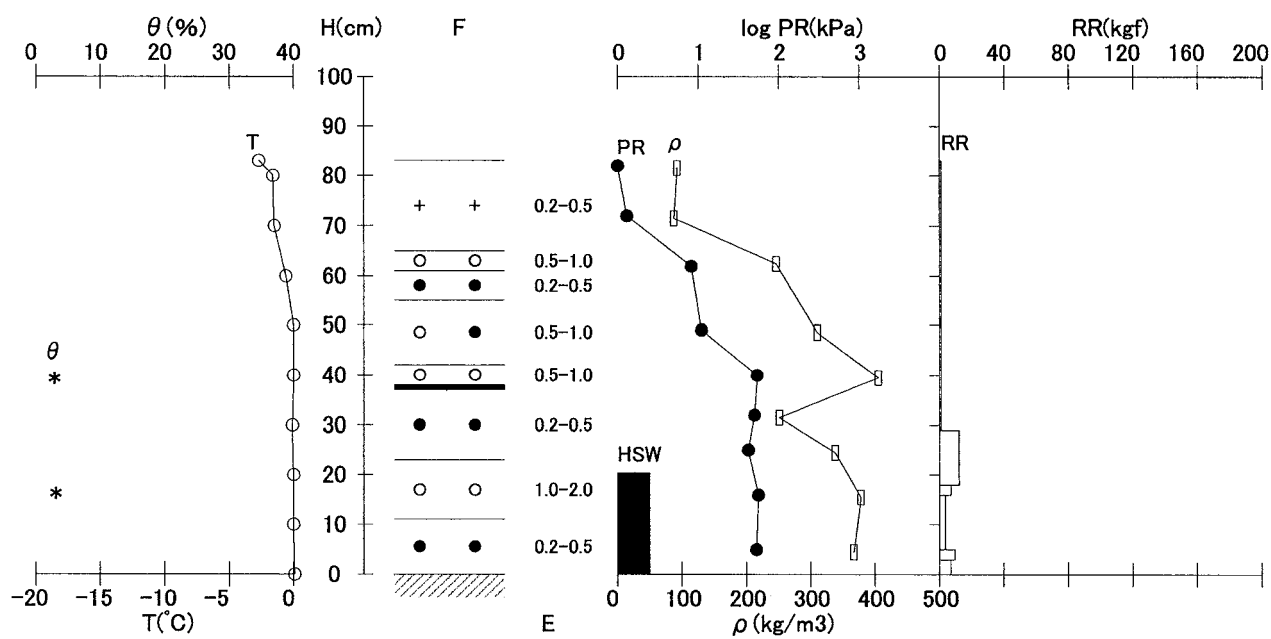 θ(%) H(cm) F log PR(kPa) RR(kgf)
0 10 20 30 40 0 1 2 3 0 40 80 120 160 200
100
90
T PR ρ RR
80
+ + 0.2-0.5
70
0.5-1.0
60
0.2-0.5
50
0.5-1.0
θ
* 40 0.5-1.0
30 0.2-0.5
HSW
20
* 1.0-2.0
10
0.2-0.5
0
-20 -15 -10 -5 0 0 100 200 300 400 500
T(°C) E ρ(kg/m3)